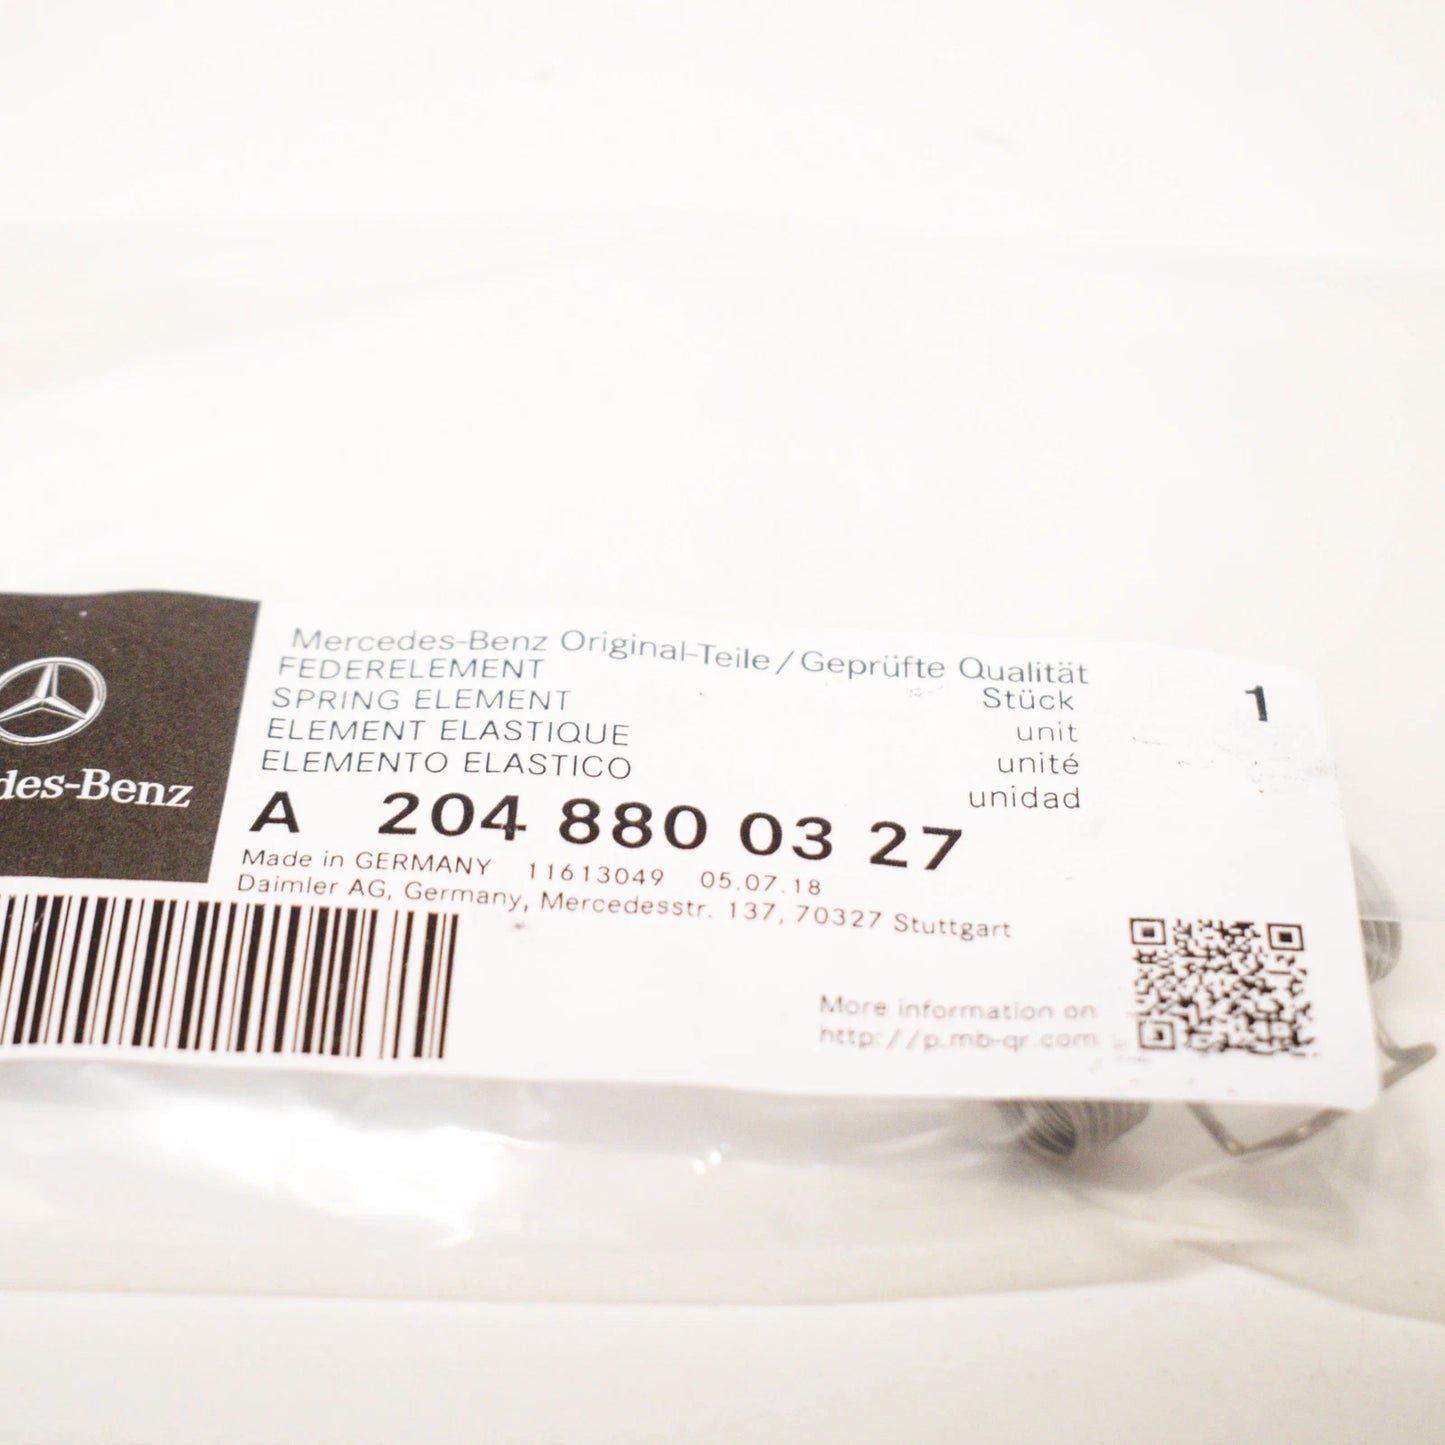 des-Benz
Mercedes-Benz Original-Teile/Geprüfte Qualität
FEDERELEMENT Stück 1
SPRING ELEMENT unit
ELEMENT ELASTIQUE unité
ELEMENTO ELASTICO unidad
A 204 880 03 27
Made in GERMANY 11613049 05.07.18
Daimler AG, Germany, Mercedesstr. 137, 70327 Stuttgart
More information on
http://p.mb-qr.com